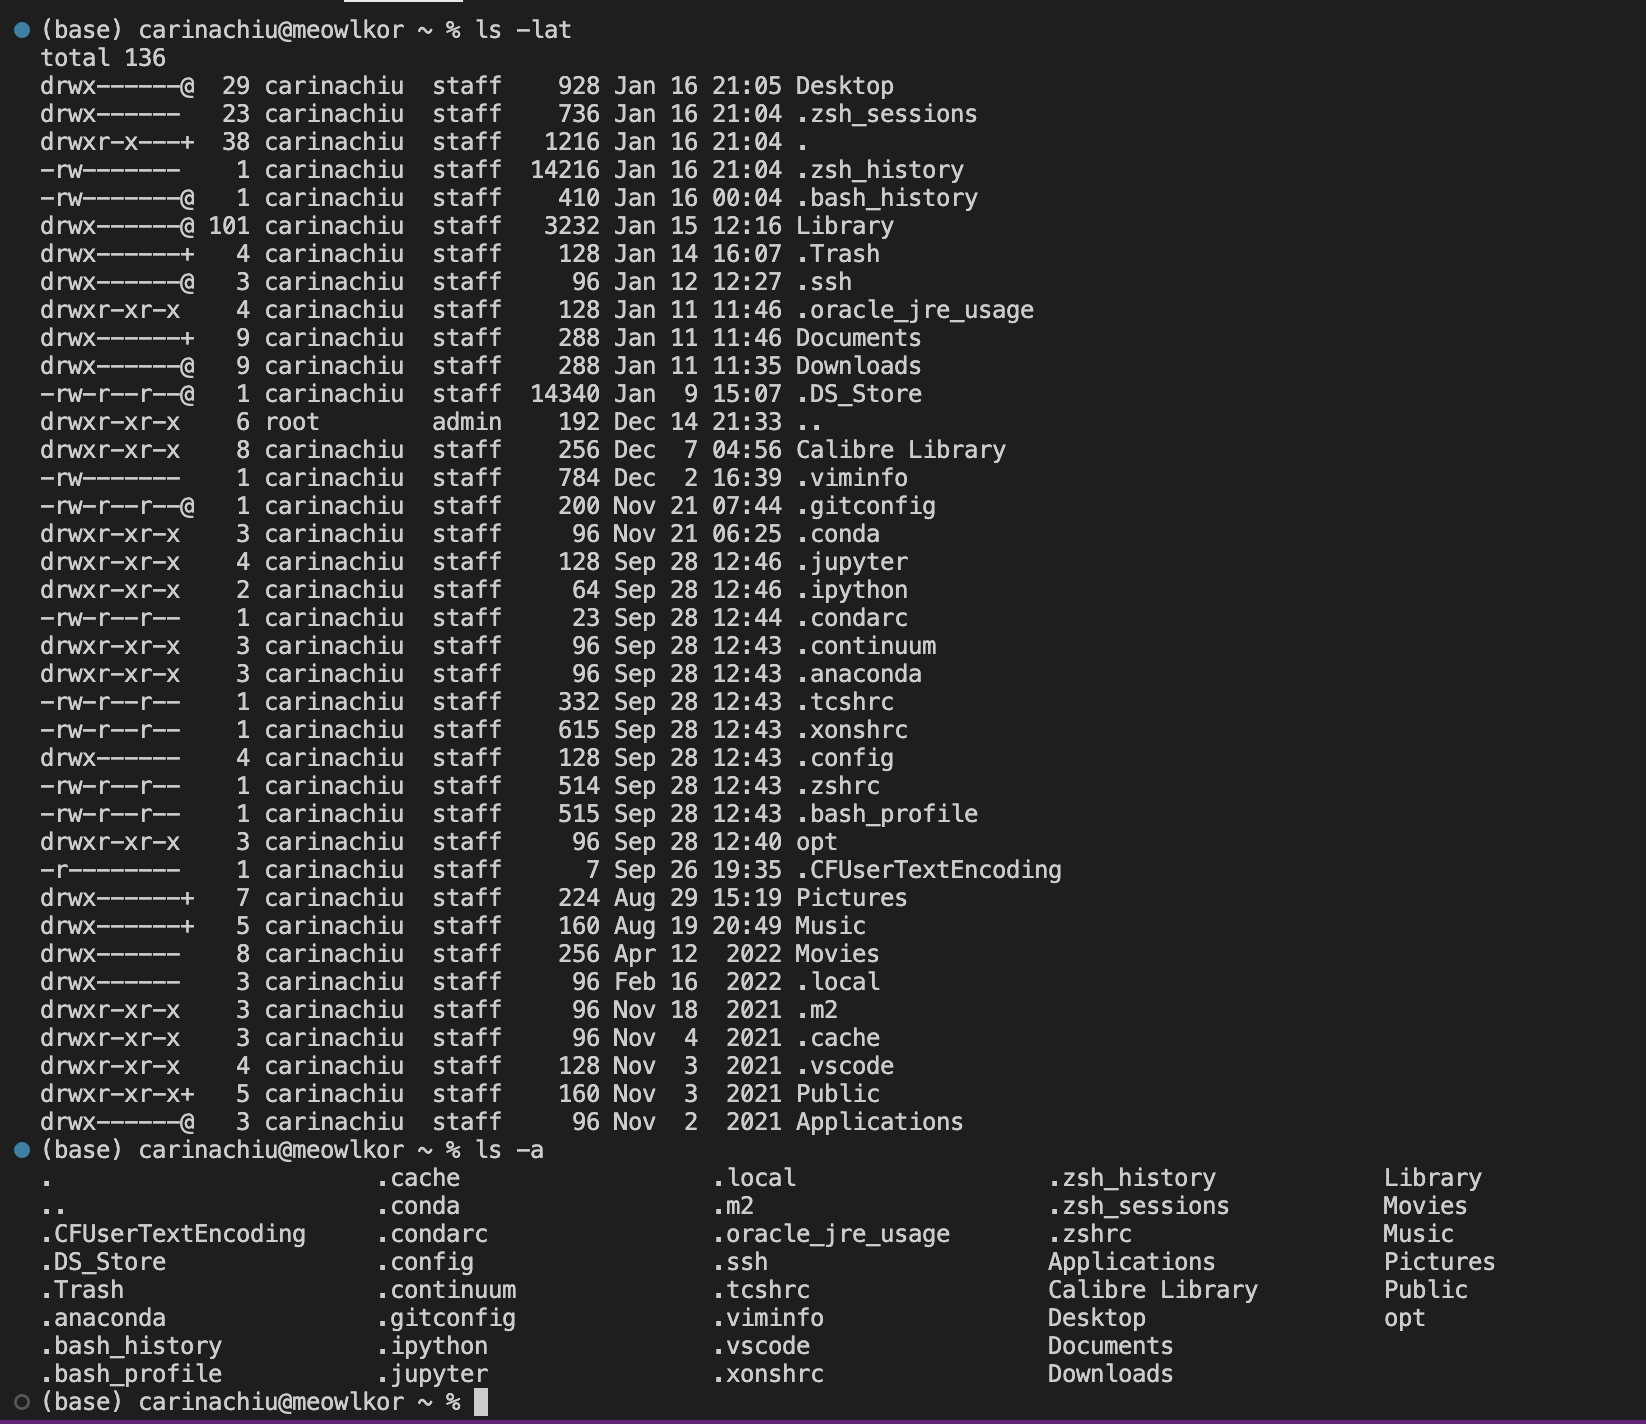 (base) carinachiu@meowlkor ~ % ls -lat
total 136
drwx------@  29 carinachiu  staff    928 Jan 16 21:05 Desktop
drwx------   23 carinachiu  staff    736 Jan 16 21:04 .zsh_sessions
drwxr-x---+  38 carinachiu  staff   1216 Jan 16 21:04 .
-rw-------    1 carinachiu  staff  14216 Jan 16 21:04 .zsh_history
-rw-------@   1 carinachiu  staff    410 Jan 16 00:04 .bash_history
drwx------@ 101 carinachiu  staff   3232 Jan 15 12:16 Library
drwx------+   4 carinachiu  staff    128 Jan 14 16:07 .Trash
drwx------@   3 carinachiu  staff     96 Jan 12 12:27 .ssh
drwxr-xr-x    4 carinachiu  staff    128 Jan 11 11:46 .oracle_jre_usage
drwx------+   9 carinachiu  staff    288 Jan 11 11:46 Documents
drwx------@   9 carinachiu  staff    288 Jan 11 11:35 Downloads
-rw-r--r--@   1 carinachiu  staff  14340 Jan  9 15:07 .DS_Store
drwxr-xr-x    6 root        admin    192 Dec 14 21:33 ..
drwxr-xr-x    8 carinachiu  staff    256 Dec  7 04:56 Calibre Library
-rw-------    1 carinachiu  staff    784 Dec  2 16:39 .viminfo
-rw-r--r--@   1 carinachiu  staff    200 Nov 21 07:44 .gitconfig
drwxr-xr-x    3 carinachiu  staff     96 Nov 21 06:25 .conda
drwxr-xr-x    4 carinachiu  staff    128 Sep 28 12:46 .jupyter
drwxr-xr-x    2 carinachiu  staff     64 Sep 28 12:46 .ipython
-rw-r--r--    1 carinachiu  staff     23 Sep 28 12:44 .condarc
drwxr-xr-x    3 carinachiu  staff     96 Sep 28 12:43 .continuum
drwxr-xr-x    3 carinachiu  staff     96 Sep 28 12:43 .anaconda
-rw-r--r--    1 carinachiu  staff    332 Sep 28 12:43 .tcshrc
-rw-r--r--    1 carinachiu  staff    615 Sep 28 12:43 .xonshrc
drwx------    4 carinachiu  staff    128 Sep 28 12:43 .config
-rw-r--r--    1 carinachiu  staff    514 Sep 28 12:43 .zshrc
-rw-r--r--    1 carinachiu  staff    515 Sep 28 12:43 .bash_profile
drwxr-xr-x    3 carinachiu  staff     96 Sep 28 12:40 opt
-r--------    1 carinachiu  staff      7 Sep 26 19:35 .CFUserTextEncoding
drwx------+   7 carinachiu  staff    224 Aug 29 15:19 Pictures
drwx------+   5 carinachiu  staff    160 Aug 19 20:49 Music
drwx------    8 carinachiu  staff    256 Apr 12  2022 Movies
drwx------    3 carinachiu  staff     96 Feb 16  2022 .local
drwxr-xr-x    3 carinachiu  staff     96 Nov 18  2021 .m2
drwxr-xr-x    3 carinachiu  staff     96 Nov  4  2021 .cache
drwxr-xr-x    4 carinachiu  staff    128 Nov  3  2021 .vscode
drwxr-xr-x+   5 carinachiu  staff    160 Nov  3  2021 Public
drwx------@   3 carinachiu  staff     96 Nov  2  2021 Applications
(base) carinachiu@meowlkor ~ % ls -a
.                       .cache                  .local                  .zsh_history            Library
..                      .conda                  .m2                     .zsh_sessions           Movies
.CFUserTextEncoding     .condarc                .oracle_jre_usage       .zshrc                  Music
.DS_Store               .config                 .ssh                    Applications            Pictures
.Trash                  .continuum              .tcshrc                 Calibre Library         Public
.anaconda               .gitconfig              .viminfo                Desktop                 opt
.bash_history           .ipython                .vscode                 Documents
.bash_profile           .jupyter                .xonshrc                Downloads
(base) carinachiu@meowlkor ~ %